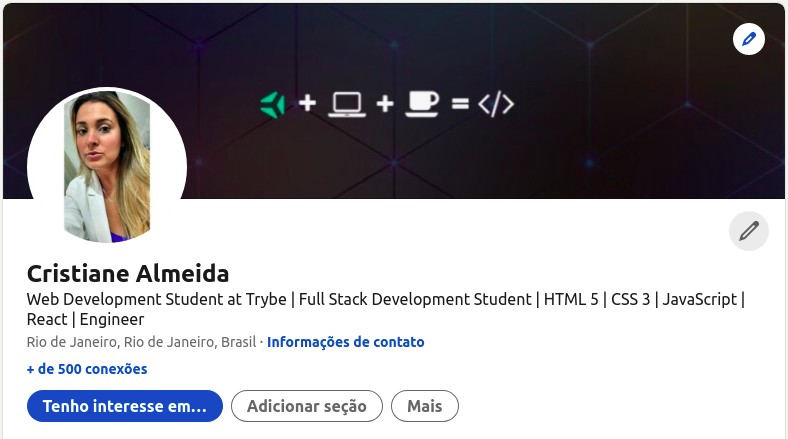 + + = </>
Cristiane Almeida
Web Development Student at Trybe | Full Stack Development Student | HTML 5 | CSS 3 | JavaScript |
React | Engineer
Rio de Janeiro, Rio de Janeiro, Brasil · Informações de contato
+ de 500 conexões
Tenho interesse em... Adicionar seção Mais